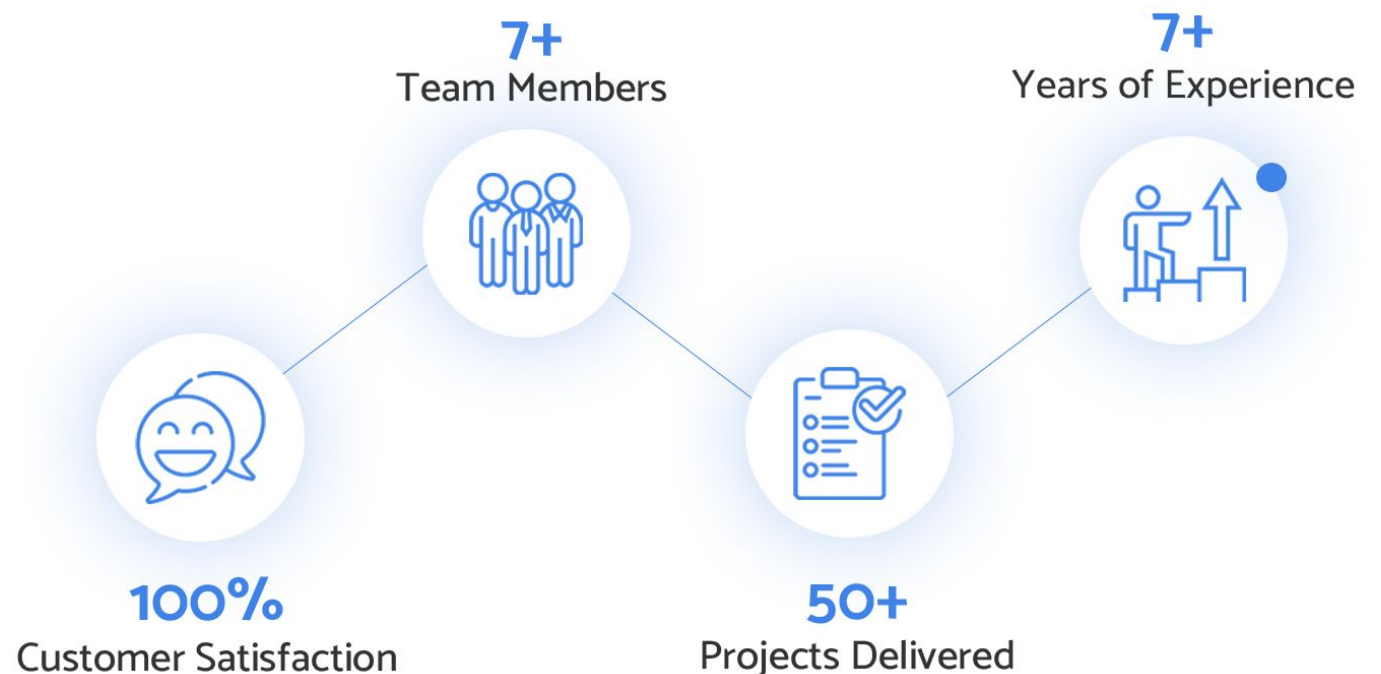 7+
Team Members
7+
Years of Experience
100%
Customer Satisfaction
50+
Projects Delivered